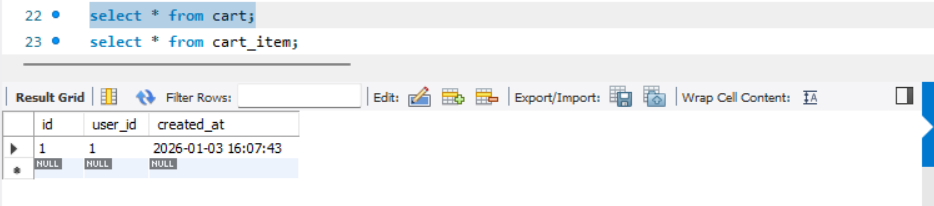 22 select * from cart;
23 select * from cart_item;
Result Grid Filter Rows: Edit: Export/Import: Wrap Cell Content: IA
id user_id created_at
1 1 2026-01-03 16:07:43
NULL NULL NULL